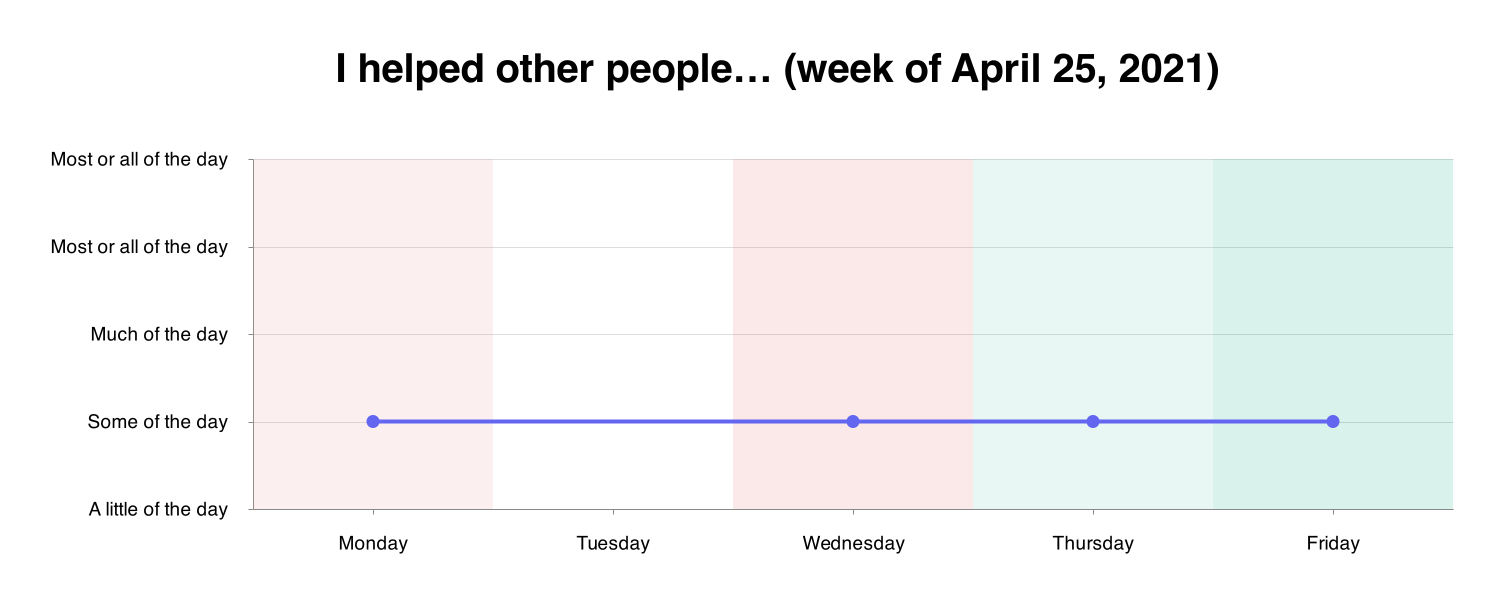 I helped other people… (week of April 25, 2021)
Most or all of the day
Most or all of the day
Much of the day
Some of the day
A little of the day
Monday Tuesday Wednesday Thursday Friday